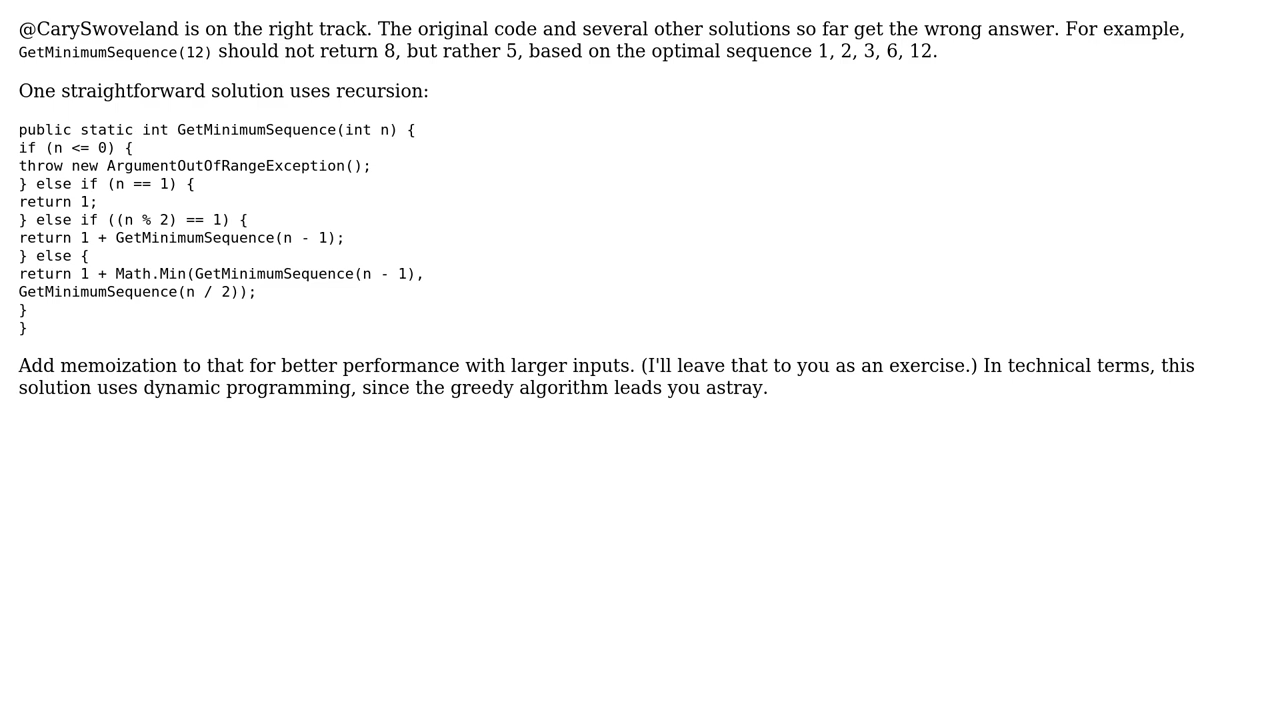 @CarySwoveland is on the right track. The original code and several other solutions so far get the wrong answer. For example,
GetMinimumSequence(12) should not return 8, but rather 5, based on the optimal sequence 1, 2, 3, 6, 12.
One straightforward solution uses recursion:
public static int GetMinimumSequence(int n) {
if (n <= 0) {
throw new ArgumentOutOfRangeException();
} else if (n == 1) {
return 1;
} else if ((n % 2) == 1) {
return 1 + GetMinimumSequence(n - 1);
} else {
return 1 + Math.Min(GetMinimumSequence(n - 1),
GetMinimumSequence(n / 2));
}
}
Add memoization to that for better performance with larger inputs. (I'll leave that to you as an exercise.) In technical terms, this
solution uses dynamic programming, since the greedy algorithm leads you astray.